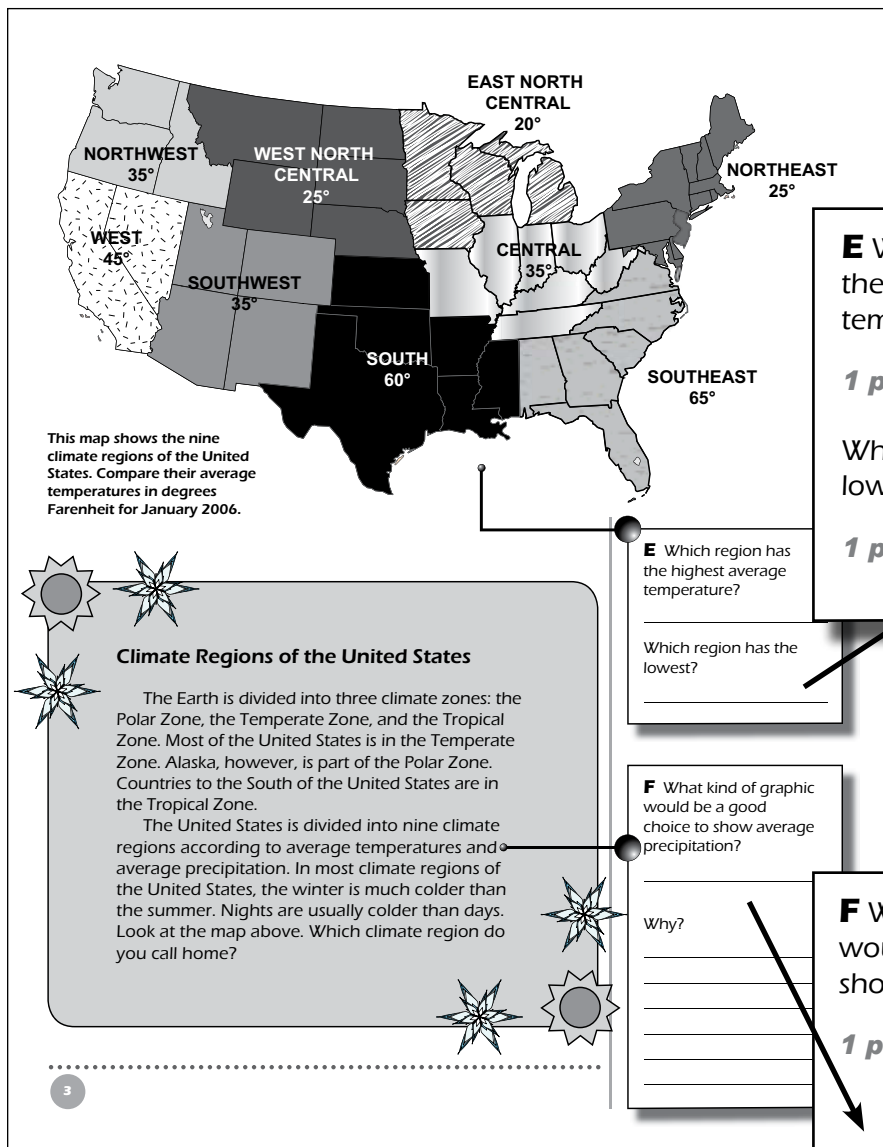 EAST NORTH
CENTRAL
20°
NORTHWEST
35°
WEST NORTH
CENTRAL
25°
NORTHEAST
25°
WEST
45°
CENTRAL
35°
SOUTHWEST
35°
SOUTH
60°
SOUTHEAST
65°
This map shows the nine
climate regions of the United
States. Compare their average
temperatures in degrees
Farenheit for January 2006.
E Which region has
the highest average
temperature?
Which region has the
lowest?
Climate Regions of the United States
The Earth is divided into three climate zones: the
Polar Zone, the Temperate Zone, and the Tropical
Zone. Most of the United States is in the Temperate
Zone. Alaska, however, is part of the Polar Zone.
Countries to the South of the United States are in
the Tropical Zone.
The United States is divided into nine climate
regions according to average temperatures and
average precipitation. In most climate regions of
the United States, the winter is much colder than
the summer. Nights are usually colder than days.
Look at the map above. Which climate region do
you call home?
F What kind of graphic
would be a good
choice to show average
precipitation?
Why?
3
E
the
1
1
F
1